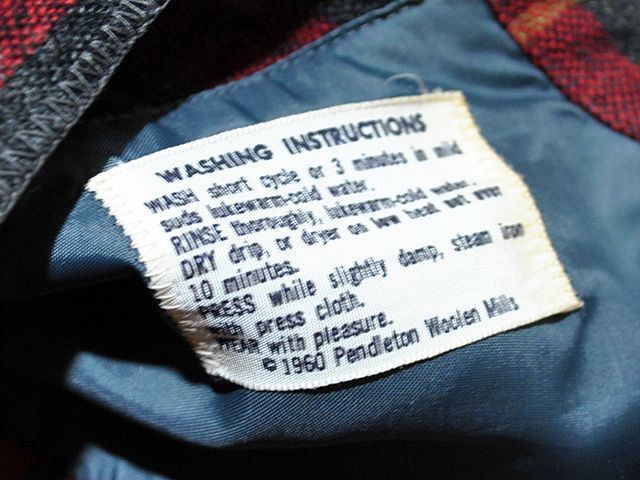 WASHING INSTRUCTIONS
WASH short cycle or 3 minutes in mild
suds lukewarm-cold water.
RINSE thoroughly, lukewarm-cold water.
DRY drip, or dryer on low heat not over
10 minutes.
PRESS while slightly damp, steam iron
with press cloth.
WEAR with pleasure.
© 1960 Pendleton Woolen Mills